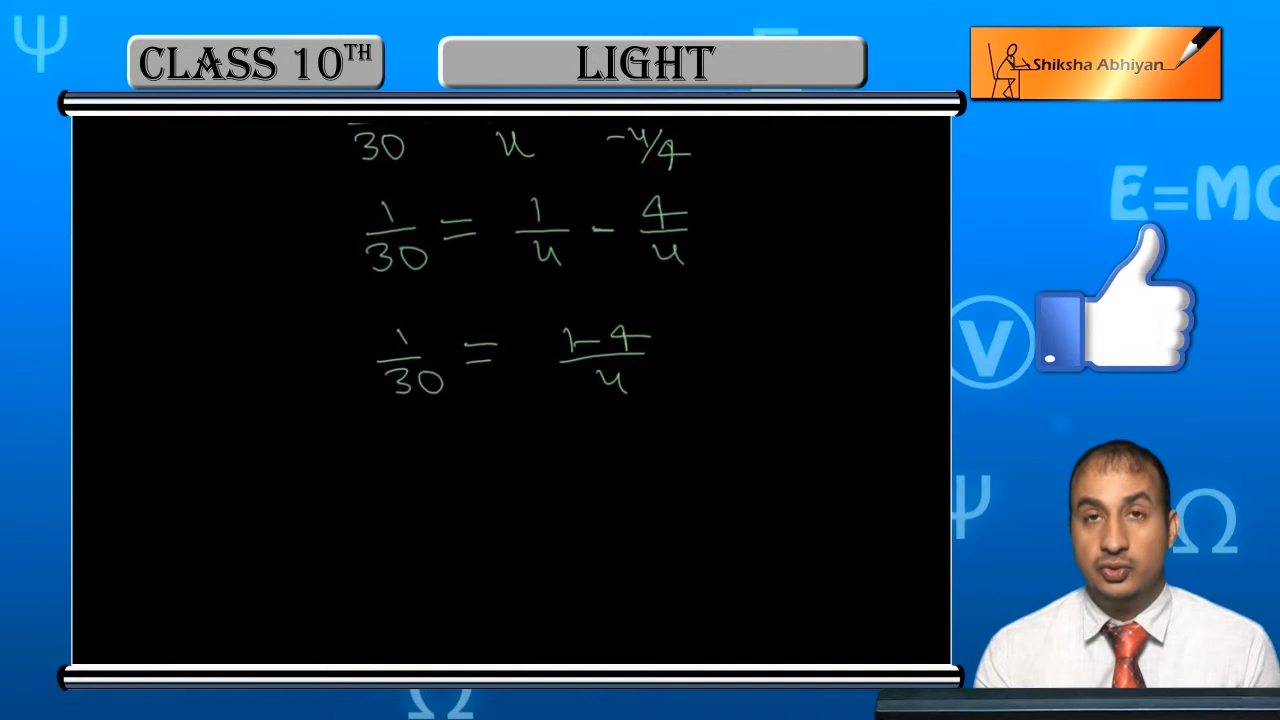 CLASS 10TH
LIGHT
Shiksha Abhiyan
30 u -u/4
1/30 = 1/u - 4/u
1/30 = 1-4/u
E=MC
V
Ψ
Ψ
Ω
Ω